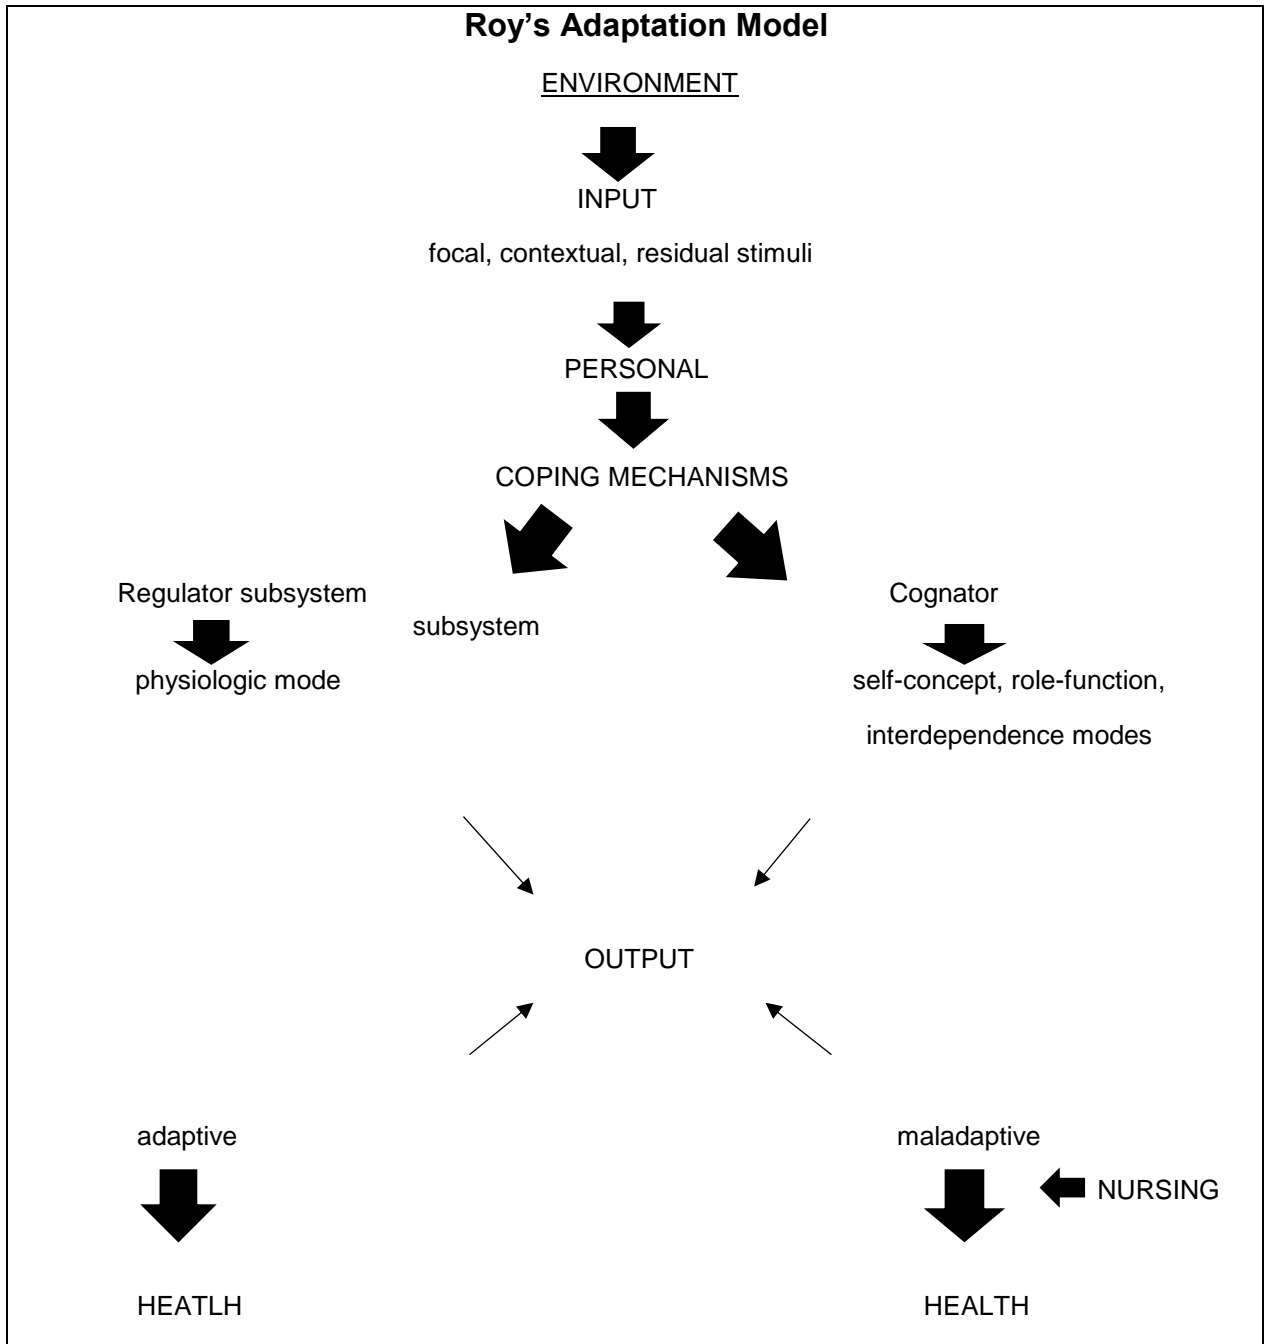 Roy's Adaptation Model
ENVIRONMENT
INPUT
focal, contextual, residual stimuli
PERSONAL
COPING MECHANISMS
Regulator subsystem
Cognator
subsystem
physiologic mode
self-concept, role-function,
interdependence modes
OUTPUT
adaptive
maladaptive
NURSING
HEATLH
HEALTH